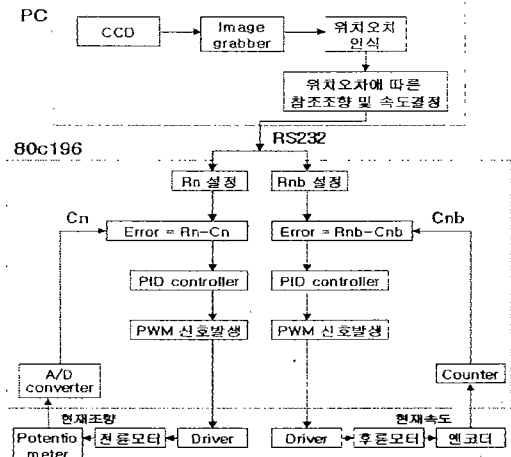 PC
CCD
Image
grabber
위치오차
인식
위치오차에 따른
참조조향 및 속도결정
RS232
80c196
Rn 설정
Rnb 설정
Cn
Cnb
Error = Rn-Cn
Error = Rnb-Cnb
PID controller
PID controller
PWM 신호발생
PWM 신호발생
A/D
converter
Counter
현재조향
현재속도
Potentio
meter
전륜모터
Driver
Driver
후륜모터
엔코더